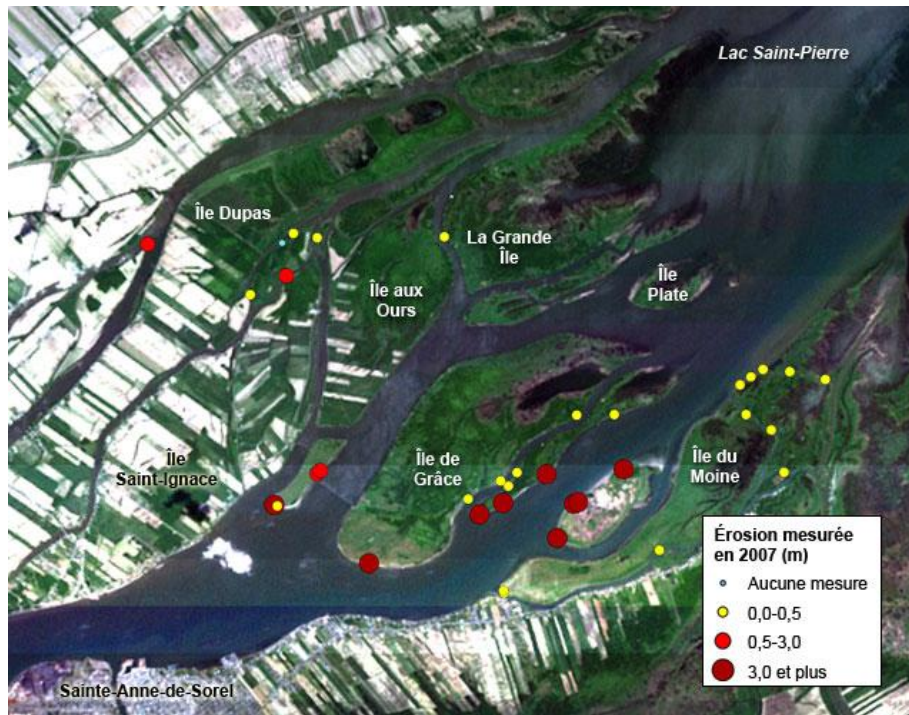 Lac Saint-Pierre
Île Dupas
La Grande
Île
Île aux
Ours
Île
Plate
Île
Saint-Ignace
Île de
Grâce
Île du
Moine
Érosion mesurée
en 2007 (m)
Aucune mesure
0,0-0,5
0,5-3,0
3,0 et plus
Sainte-Anne-de-Sorel